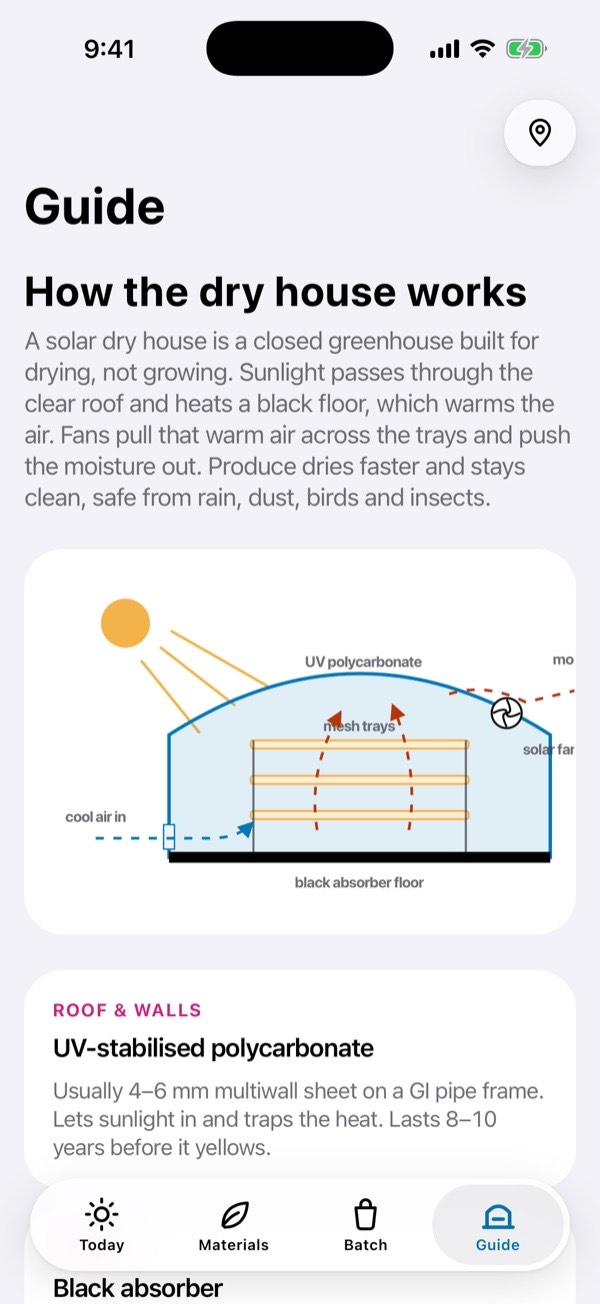 9:41
Guide
How the dry house works
A solar dry house is a closed greenhouse built for
drying, not growing. Sunlight passes through the
clear roof and heats a black floor, which warms the
air. Fans pull that warm air across the trays and push
the moisture out. Produce dries faster and stays
clean, safe from rain, dust, birds and insects.
UV polycarbonate
mo
mesh trays
solar fan
cool air in
black absorber floor
ROOF & WALLS
UV-stabilised polycarbonate
Usually 4–6 mm multiwall sheet on a GI pipe frame.
Lets sunlight in and traps the heat. Lasts 8–10
years before it yellows.
Today
Materials
Batch
Guide
Black absorber